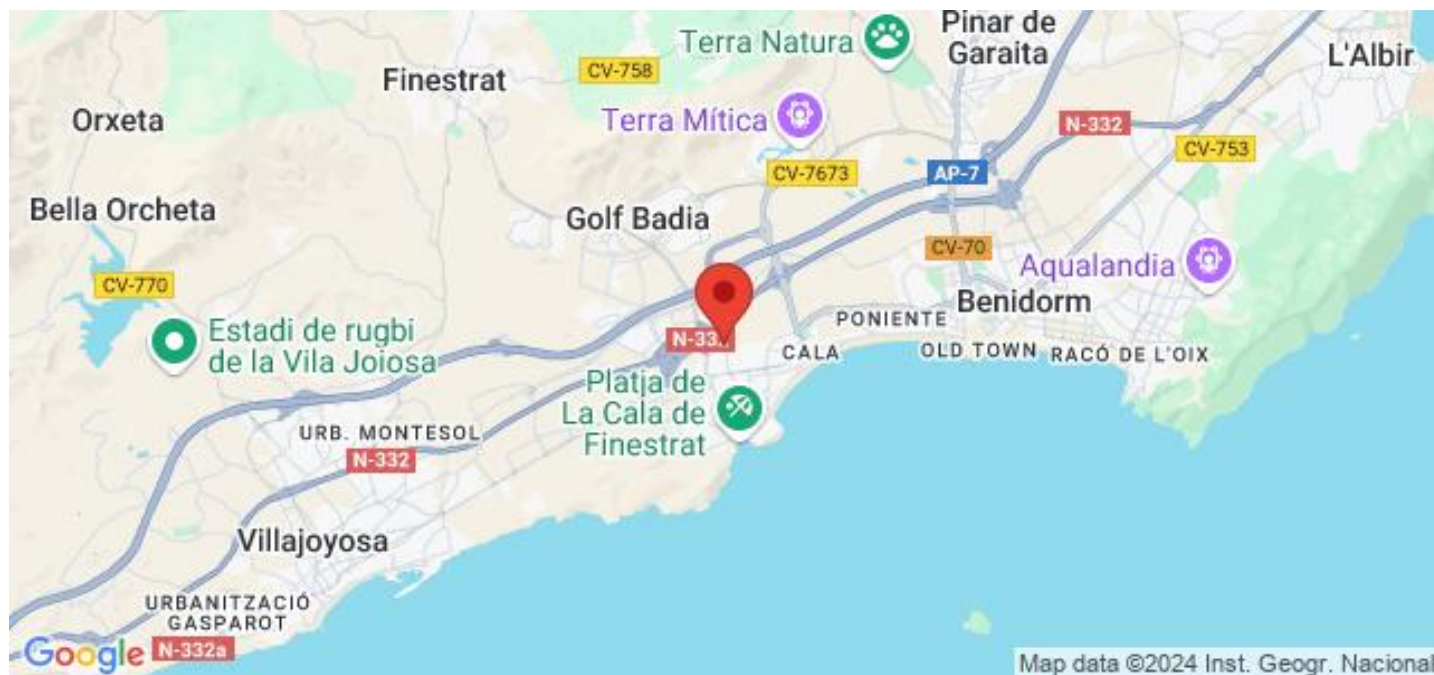 Terra Natura
Pinar de
Garaita
L'Albir
Finestrat
CV-758
Orxeta
Terra Mítica
N-332
CV-753
CV-7673
AP-7
Bella Orcheta
Golf Badia
CV-70
Aqualandia
CV-770
Benidorm
PONIENTE
Estadi de rugbi
de la Vila Joiosa
CALA
OLD TOWN
RACÓ DE L'OIX
Platja de
La Cala de
Finestrat
URB. MONTESOL
N-332
Villajoyosa
URBANITZACIÓ
GASPAROT
Google
N-332a
Map data ©2024 Inst. Geogr. Nacional